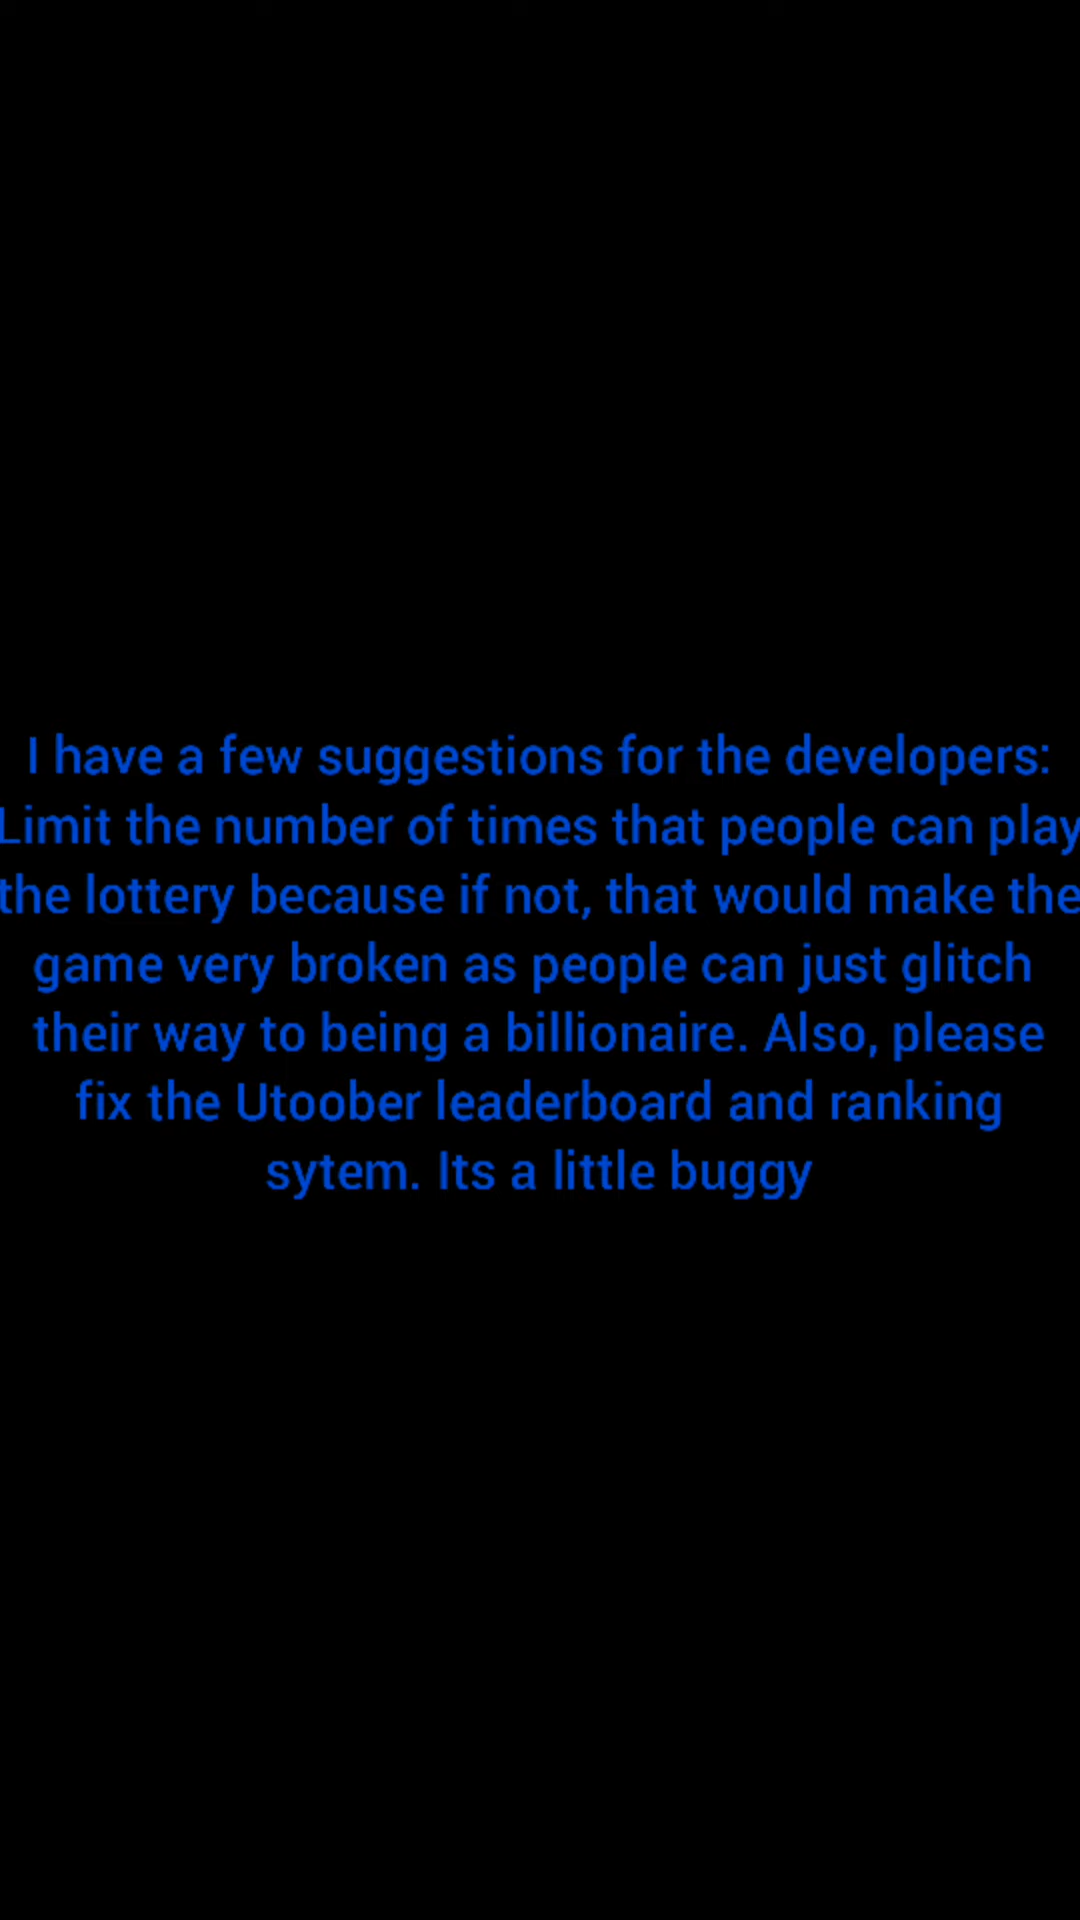 I have a few suggestions for the developers:
Limit the number of times that people can play
the lottery because if not, that would make the
game very broken as people can just glitch
their way to being a billionaire. Also, please
fix the Utoober leaderboard and ranking
sytem. Its a little buggy